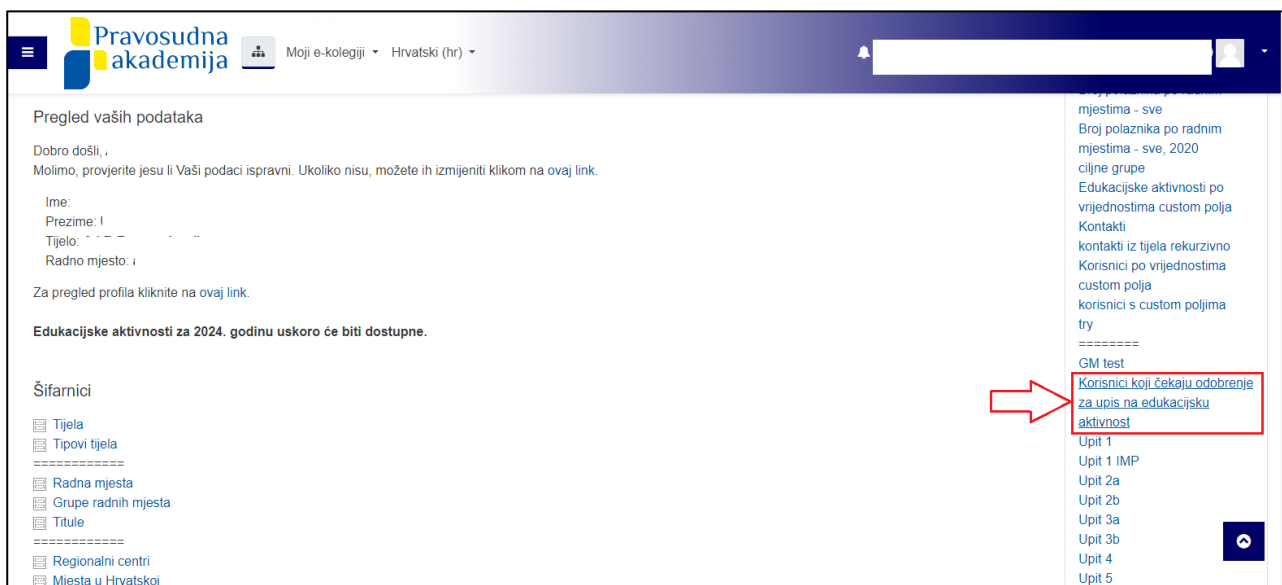 Pravosudna
akademija
Moji e-kolegiji
Hrvatski (hr)
Pregled vaših podataka
Dobro došli,
Molimo, provjerite jesu li Vaši podaci ispravni. Ukoliko nisu, možete ih izmijeniti klikom na ovaj link.
Ime:
Prezime:
Tijelo:
Radno mjesto:
Za pregled profila kliknite na ovaj link.
Edukacijske aktivnosti za 2024. godinu uskoro će biti dostupne.
Šifarnici
Tijela
Tipovi tijela
============
Radna mjesta
Grupe radnih mjesta
Titule
============
Regionalni centri
Mjesta u Hrvatskoj
Broj polaznika po radnim
mjestima - sve
Broj polaznika po radnim
mjestima - sve, 2020
ciljne grupe
Edukacijske aktivnosti po
vrijednostima custom polja
Kontakti
kontakti iz tijela rekurzivno
Korisnici po vrijednostima
custom polja
korisnici s custom poljima
try
========
GM test
Korisnici koji čekaju odobrenje
za upis na edukacijsku
aktivnost
Upit 1
Upit 1 IMP
Upit 2a
Upit 2b
Upit 3a
Upit 3b
Upit 4
Upit 5